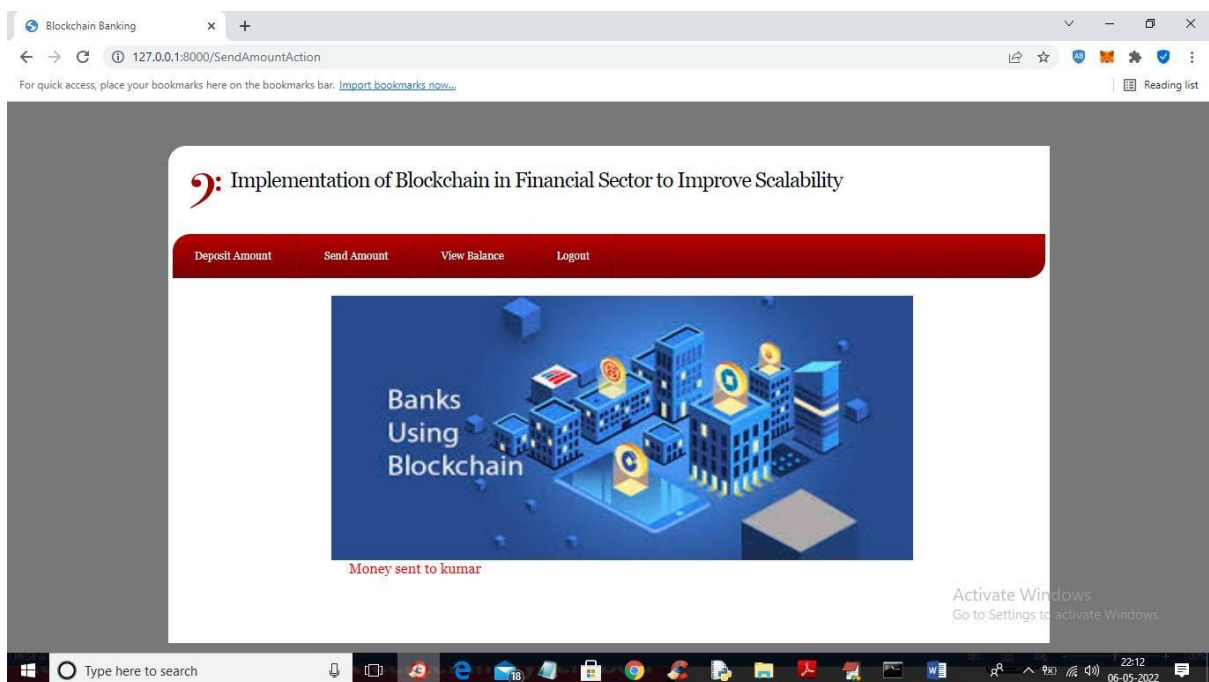 Blockchain Banking
127.0.0.1:8000/SendAmountAction
AB
For quick access, place your bookmarks here on the bookmarks bar. Import bookmarks now...
Reading list
Implementation of Blockchain in Financial Sector to Improve Scalability
Deposit Amount Send Amount View Balance Logout
Banks
Using
Blockchain
Money sent to kumar
Activate Windows
Go to Settings to activate Windows.
Type here to search
18
22:12
06-05-2022
100%